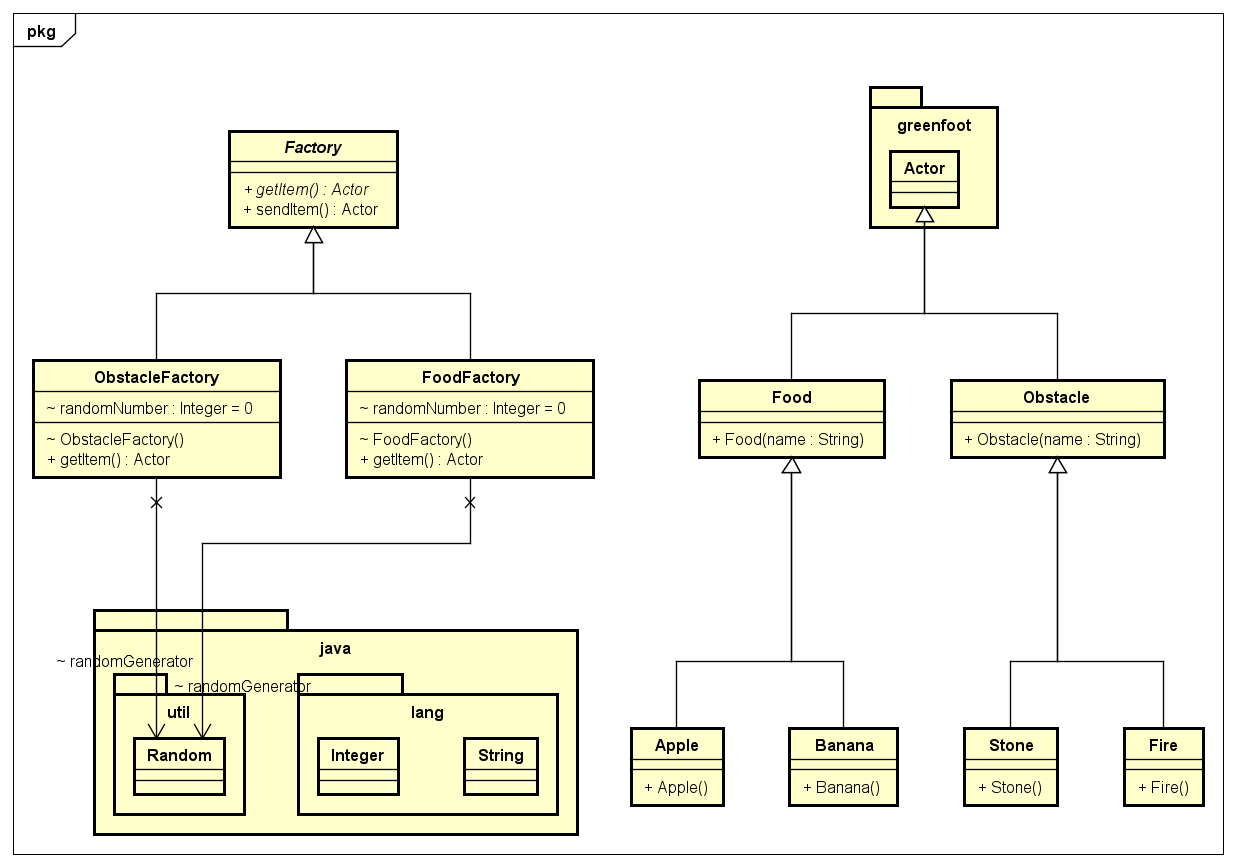 pkg
greenfoot
Actor
Factory
+ getItem() : Actor
+ sendItem() : Actor
ObstacleFactory
~ randomNumber : Integer = 0
~ ObstacleFactory()
+ getItem() : Actor
FoodFactory
~ randomNumber : Integer = 0
~ FoodFactory()
+ getItem() : Actor
Food
+ Food(name : String)
Obstacle
+ Obstacle(name : String)
java
~ randomGenerator
~ randomGenerator
util
lang
Random
Integer
String
Apple
+ Apple()
Banana
+ Banana()
Stone
+ Stone()
Fire
+ Fire()